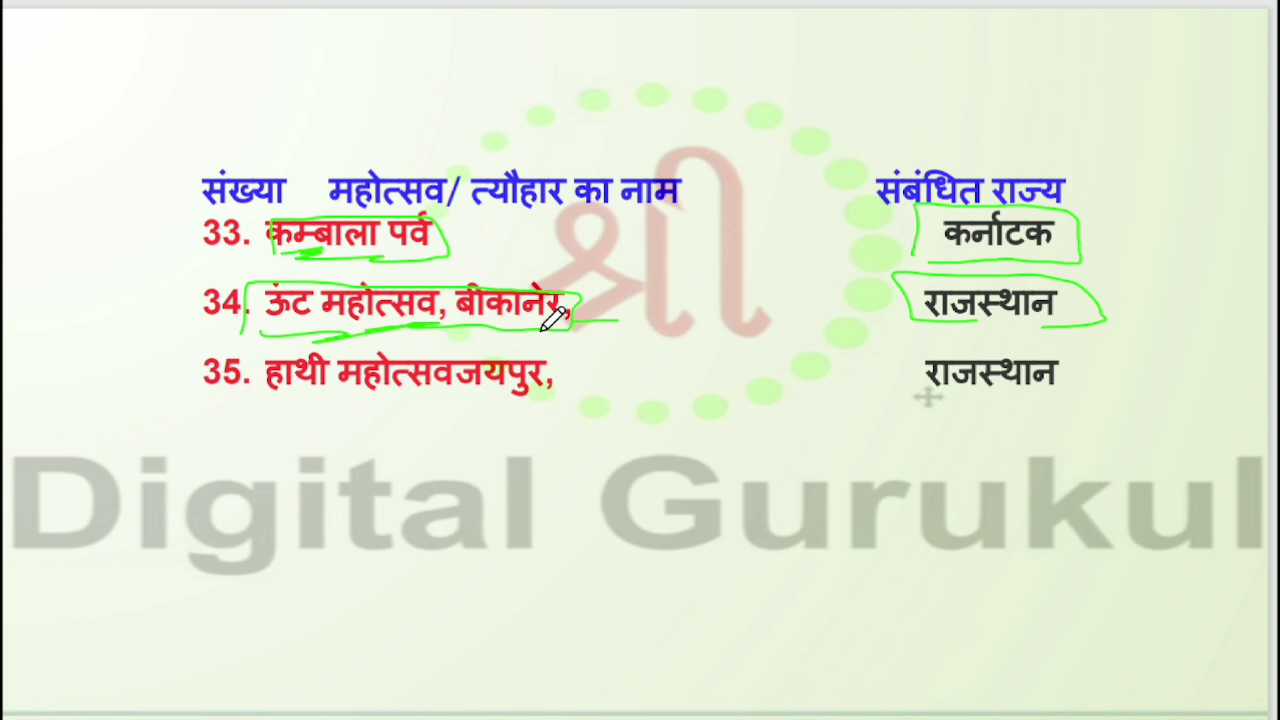 संख्या महोत्सव/ त्यौहार का नाम संबंधित राज्य
33. कम्बाला पर्व कर्नाटक
34. ऊंट महोत्सव, बीकानेर, राजस्थान
35. हाथी महोत्सवजयपुर, राजस्थान
श्री
Digital Gurukul